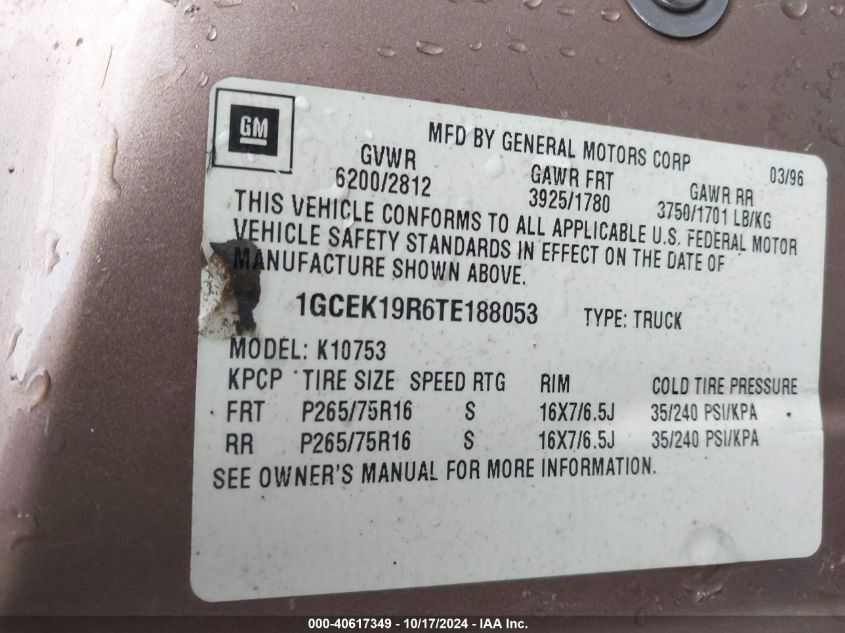 GM
MFD BY GENERAL MOTORS CORP 03/96
GVWR GAWR FRT GAWR RR
6200/2812 3925/1780 3750/1701 LB/KG
THIS VEHICLE CONFORMS TO ALL APPLICABLE U.S. FEDERAL MOTOR
VEHICLE SAFETY STANDARDS IN EFFECT ON THE DATE OF
MANUFACTURE SHOWN ABOVE.
1GCEK19R6TE188053 TYPE: TRUCK
MODEL: K10753
KPCP TIRE SIZE SPEED RTG RIM COLD TIRE PRESSURE
FRT P265/75R16 S 16X7/6.5J 35/240 PSI/KPA
RR P265/75R16 S 16X7/6.5J 35/240 PSI/KPA
SEE OWNER'S MANUAL FOR MORE INFORMATION.
000-40617349 - 10/17/2024 - IAA Inc.